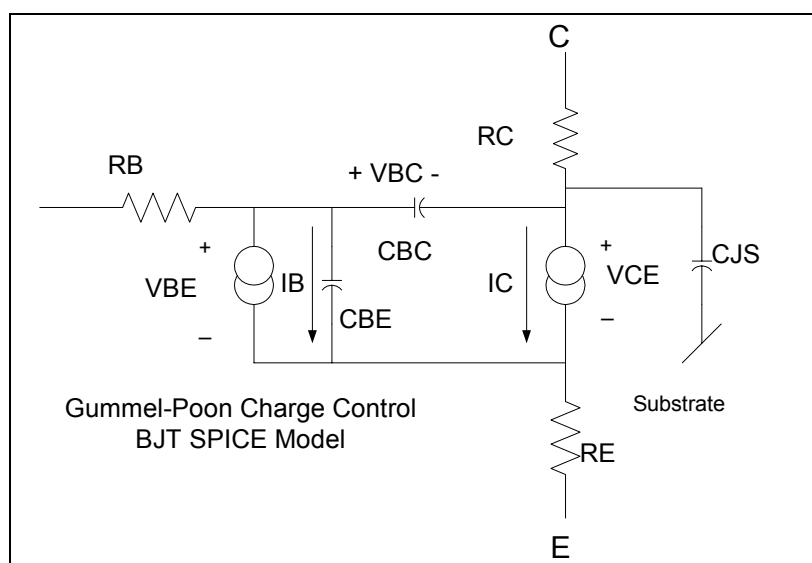 C
RB
RC
+ VBC -
+
VBE
–
IB
CBC
CBE
IC
+
VCE
–
CJS
Gummel-Poon Charge Control
BJT SPICE Model
Substrate
RE
E